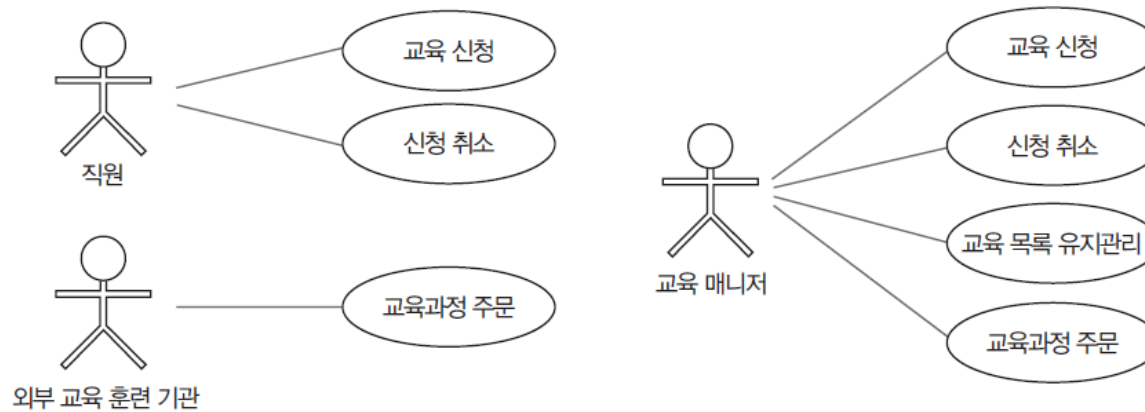 교육 신청
신청 취소
직원
교육과정 주문
외부 교육 훈련 기관
교육 신청
신청 취소
교육 목록 유지관리
교육 매니저
교육과정 주문